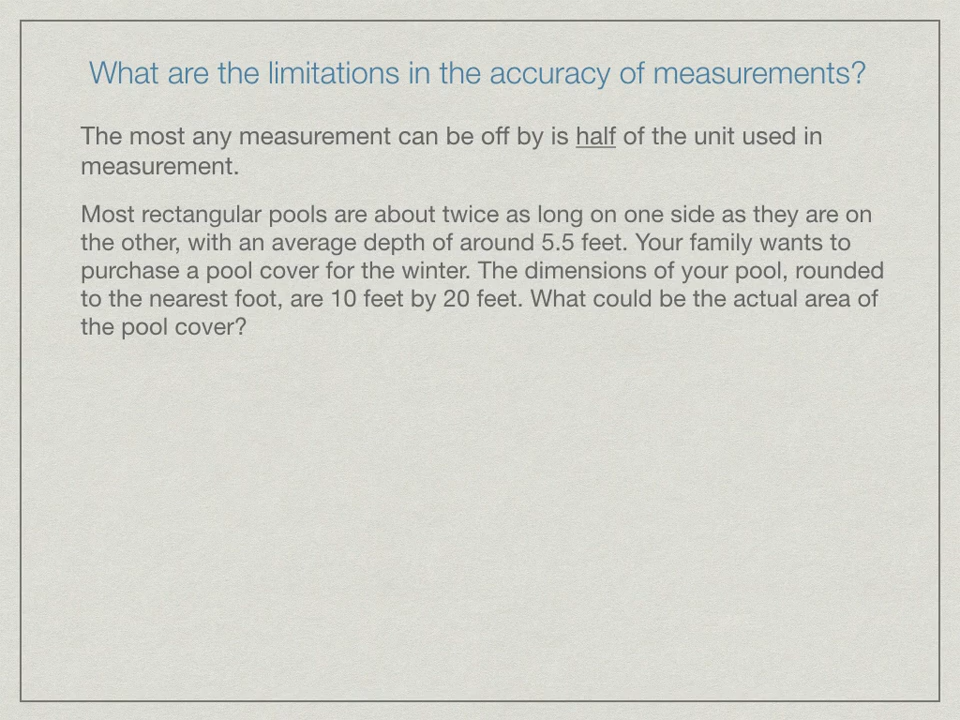 What are the limitations in the accuracy of measurements?
The most any measurement can be off by is half of the unit used in
measurement.
Most rectangular pools are about twice as long on one side as they are on
the other, with an average depth of around 5.5 feet. Your family wants to
purchase a pool cover for the winter. The dimensions of your pool, rounded
to the nearest foot, are 10 feet by 20 feet. What could be the actual area of
the pool cover?